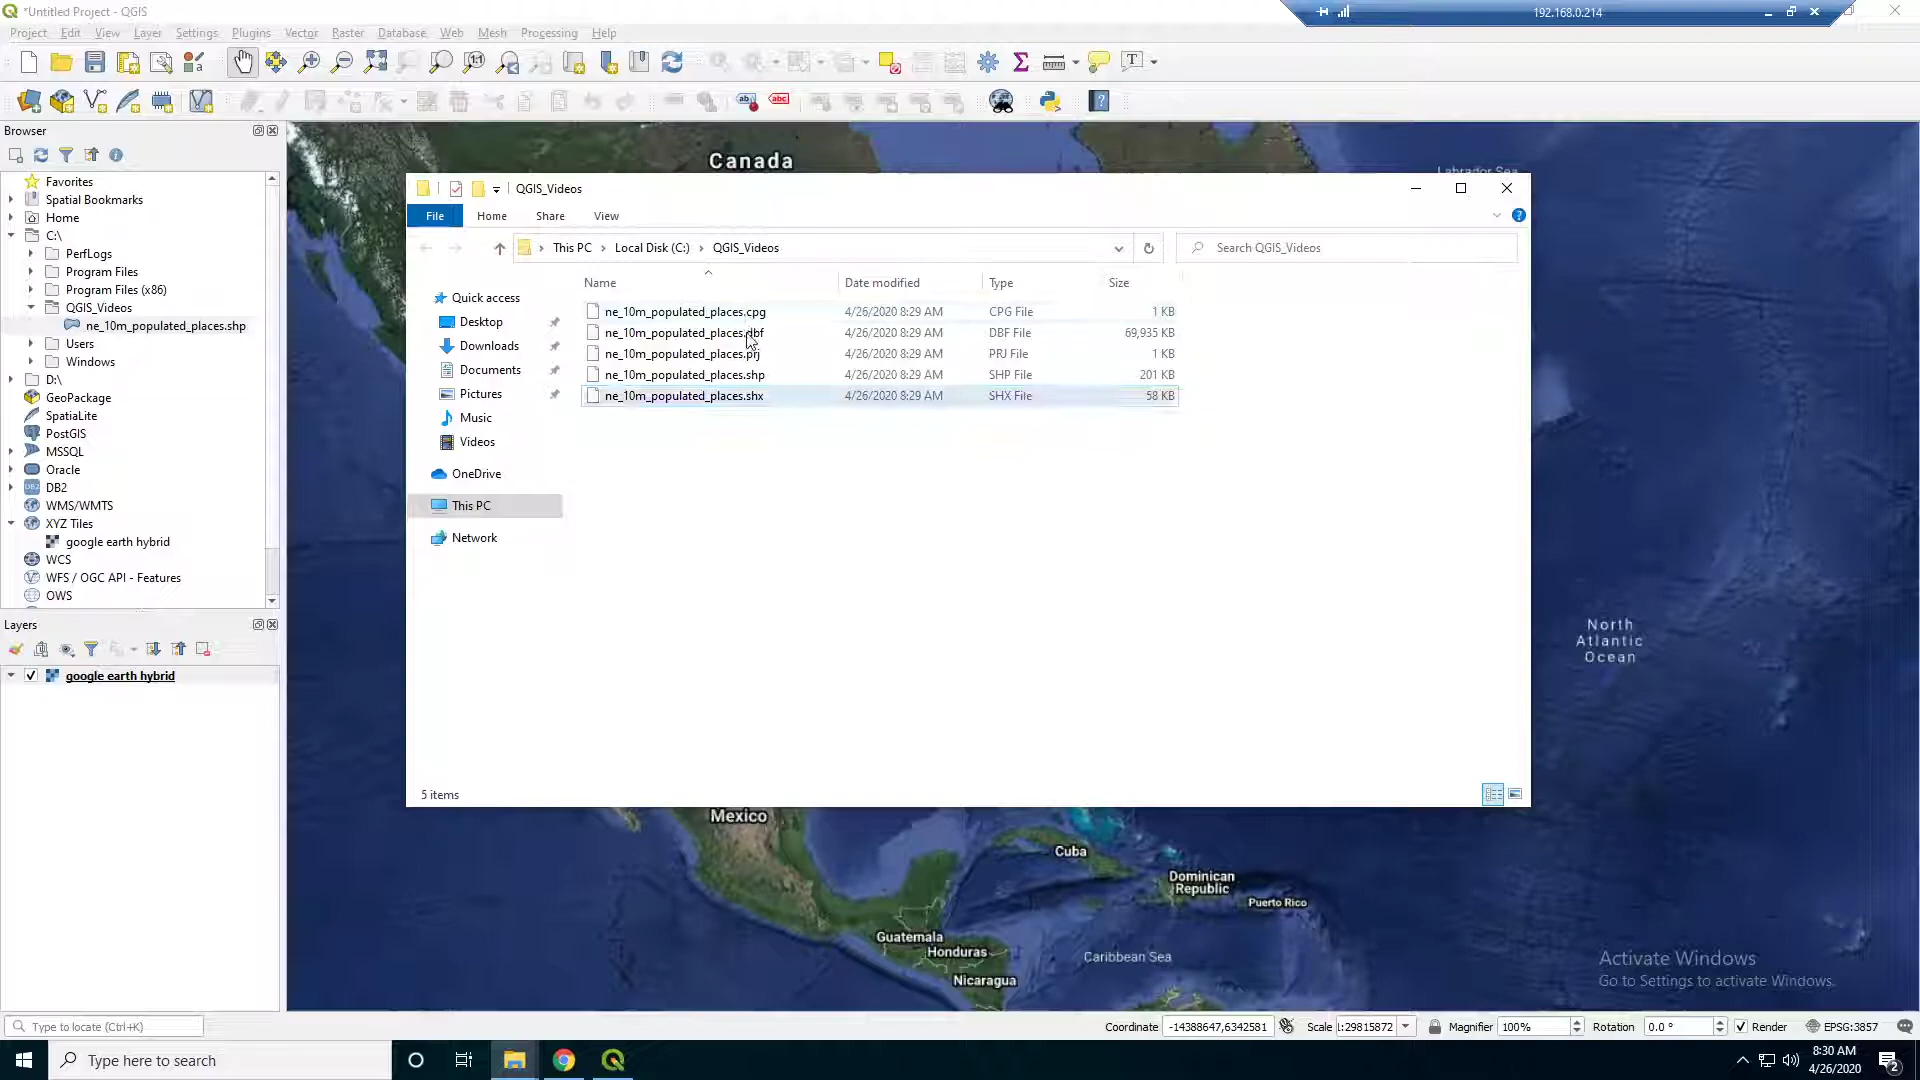 *Untitled Project - QGIS
192.168.0.214
Project Edit View Layer Settings Plugins Vector Raster Database Web Mesh Processing Help
Browser
Favorites
Spatial Bookmarks
Home
C:\
PerfLogs
Program Files
Program Files (x86)
QGIS_Videos
ne_10m_populated_places.shp
Users
Windows
D:\
GeoPackage
SpatiaLite
PostGIS
MSSQL
Oracle
DB2
WMS/WMTS
XYZ Tiles
google earth hybrid
WCS
WFS / OGC API - Features
OWS
Layers
google earth hybrid
Canada
Labrador Sea
QGIS_Videos
File Home Share View
This PC > Local Disk (C:) > QGIS_Videos
Search QGIS_Videos
Name Date modified Type Size
ne_10m_populated_places.cpg 4/26/2020 8:29 AM CPG File 1 KB
ne_10m_populated_places.dbf 4/26/2020 8:29 AM DBF File 69,935 KB
ne_10m_populated_places.prj 4/26/2020 8:29 AM PRJ File 1 KB
ne_10m_populated_places.shp 4/26/2020 8:29 AM SHP File 201 KB
ne_10m_populated_places.shx 4/26/2020 8:29 AM SHX File 58 KB
Quick access
Desktop
Downloads
Documents
Pictures
Music
Videos
OneDrive
This PC
Network
5 items
North
Atlantic
Ocean
Mexico
Cuba
Dominican
Republic
Puerto Rico
Guatemala
Honduras
Caribbean Sea
Nicaragua
Activate Windows
Go to Settings to activate Windows.
Type to locate (Ctrl+K)
Coordinate -14388647,6342581 Scale 1:29815872 Magnifier 100% Rotation 0.0 ° Render EPSG:3857
Type here to search
8:30 AM
4/26/2020
2